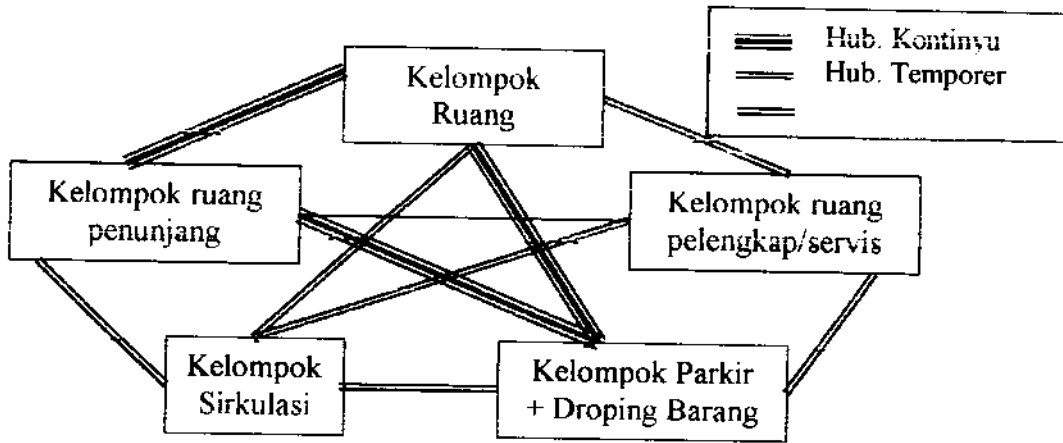 Hub. Kontinyu
Hub. Temporer
Kelompok
Ruang
Kelompok ruang
penunjang
Kelompok ruang
pelengkap/servis
Kelompok
Sirkulasi
Kelompok Parkir
+ Droping Barang